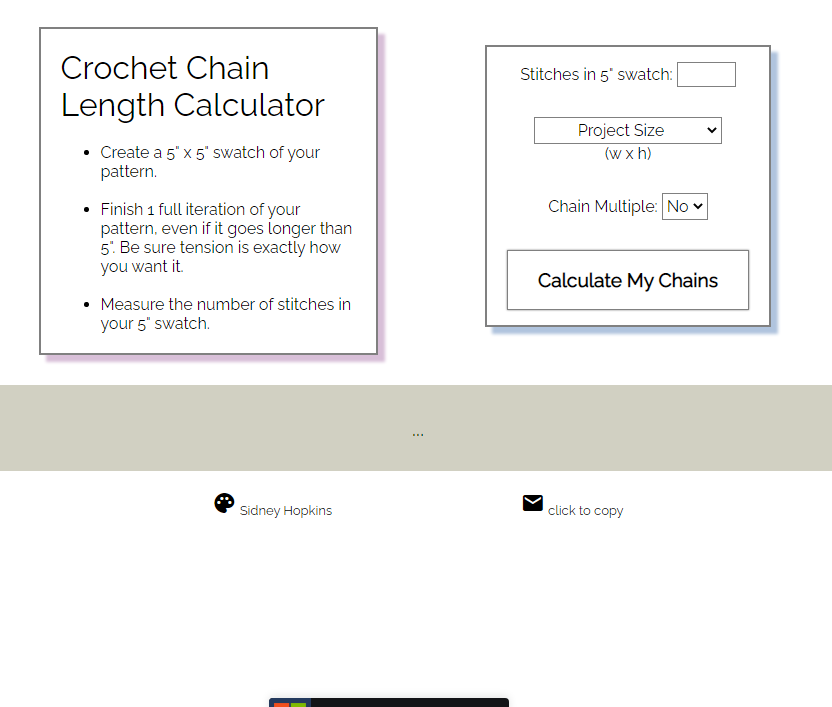 Crochet Chain
Length Calculator
Create a 5" x 5" swatch of your
pattern.
Finish 1 full iteration of your
pattern, even if it goes longer than
5". Be sure tension is exactly how
you want it.
Measure the number of stitches in
your 5" swatch.
Stitches in 5" swatch:
Project Size
(w x h)
Chain Multiple: No
Calculate My Chains
...
Sidney Hopkins
click to copy